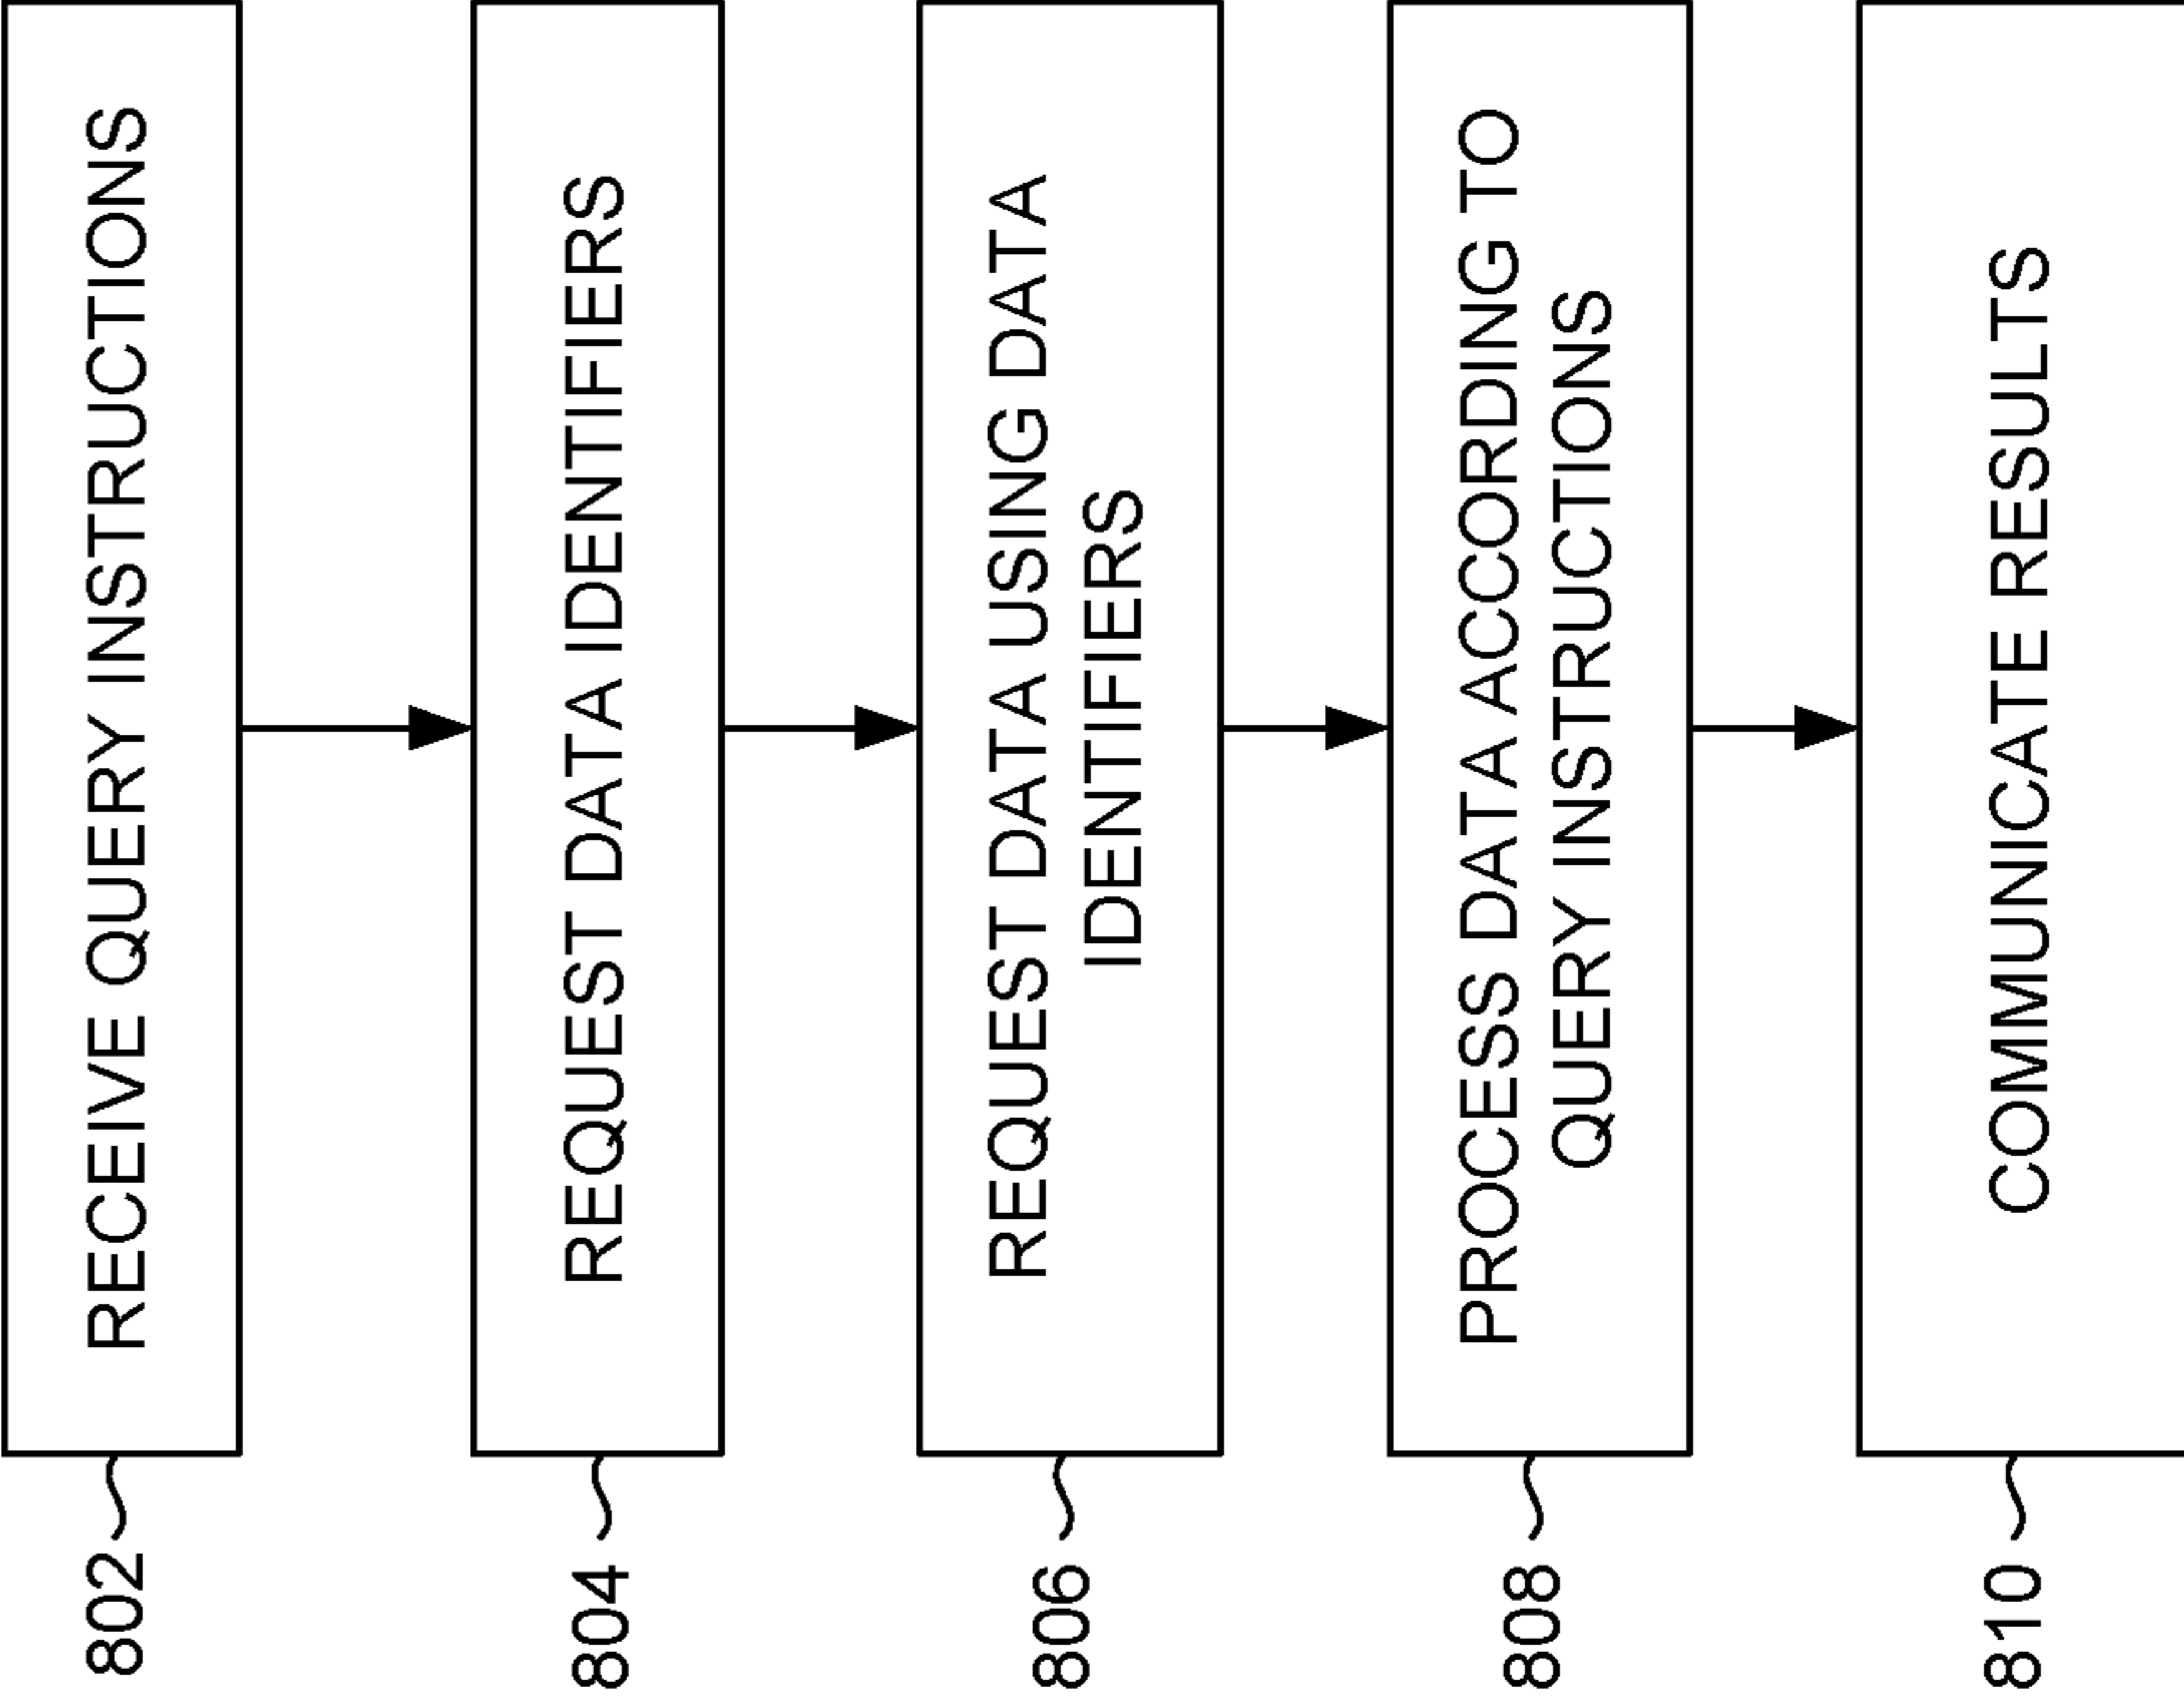 802
RECEIVE QUERY INSTRUCTIONS
804
REQUEST DATA IDENTIFIERS
806
REQUEST DATA USING DATA
IDENTIFIERS
808
PROCESS DATA ACCORDING TO
QUERY INSTRUCTIONS
810
COMMUNICATE RESULTS